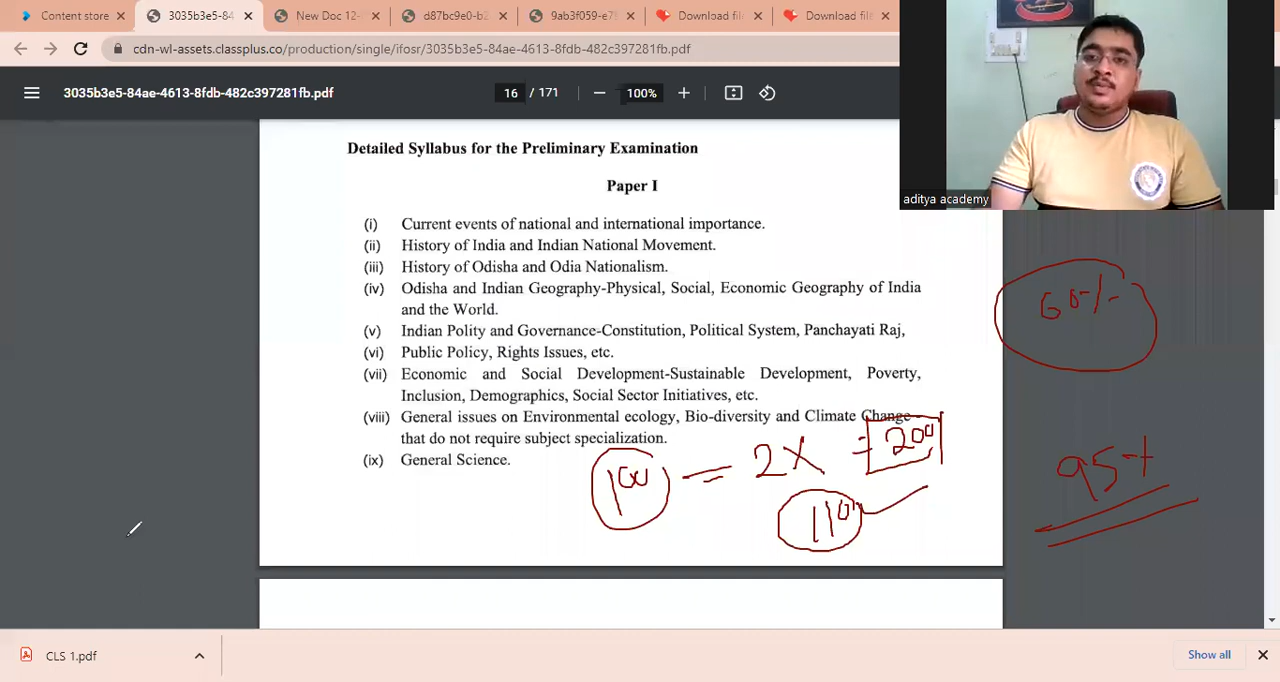 Content store
3035b3e5-84
New Doc 12-
d87bc9e0-b2
9ab3f059-e7
Download fil
Download fil
cdn-wl-assets.classplus.co/production/single/ifosr/3035b3e5-84ae-4613-8fdb-482c397281fb.pdf
3035b3e5-84ae-4613-8fdb-482c397281fb.pdf
16 / 171
100%
aditya academy
Detailed Syllabus for the Preliminary Examination
Paper I
(i) Current events of national and international importance.
(ii) History of India and Indian National Movement.
(iii) History of Odisha and Odia Nationalism.
(iv) Odisha and Indian Geography-Physical, Social, Economic Geography of India
and the World.
(v) Indian Polity and Governance-Constitution, Political System, Panchayati Raj,
(vi) Public Policy, Rights Issues, etc.
(vii) Economic and Social Development-Sustainable Development, Poverty,
Inclusion, Demographics, Social Sector Initiatives, etc.
(viii) General issues on Environmental ecology, Bio-diversity and Climate Change
that do not require subject specialization.
(ix) General Science.
100 = 2X = 200
110
60%
95+
CLS 1.pdf
Show all